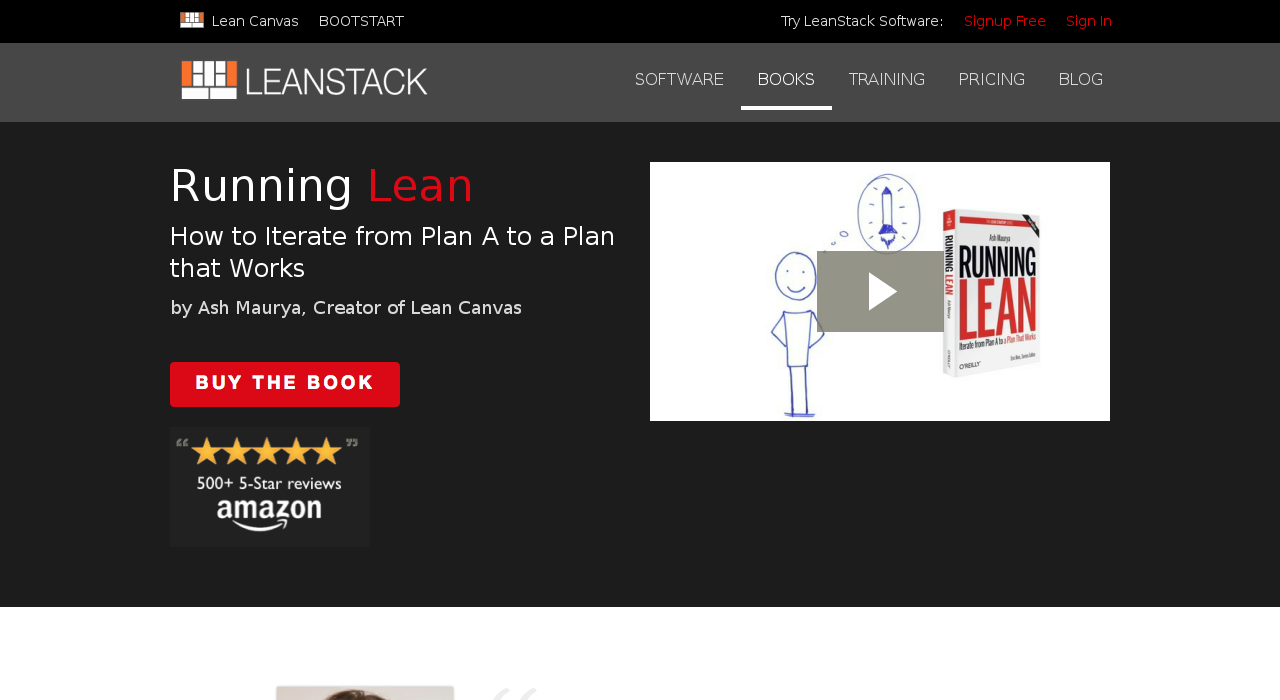 Lean Canvas BOOTSTART Try LeanStack Software: Signup Free Sign In
LEANSTACK SOFTWARE BOOKS TRAINING PRICING BLOG
Running Lean
How to Iterate from Plan A to a Plan
that Works
by Ash Maurya, Creator of Lean Canvas
BUY THE BOOK
“ ”
500+ 5-Star reviews
amazon
Ash Maurya
RUNNING
LEAN
Iterate from Plan A to a Plan That Works
O'REILLY
RUNNING LEAN
“